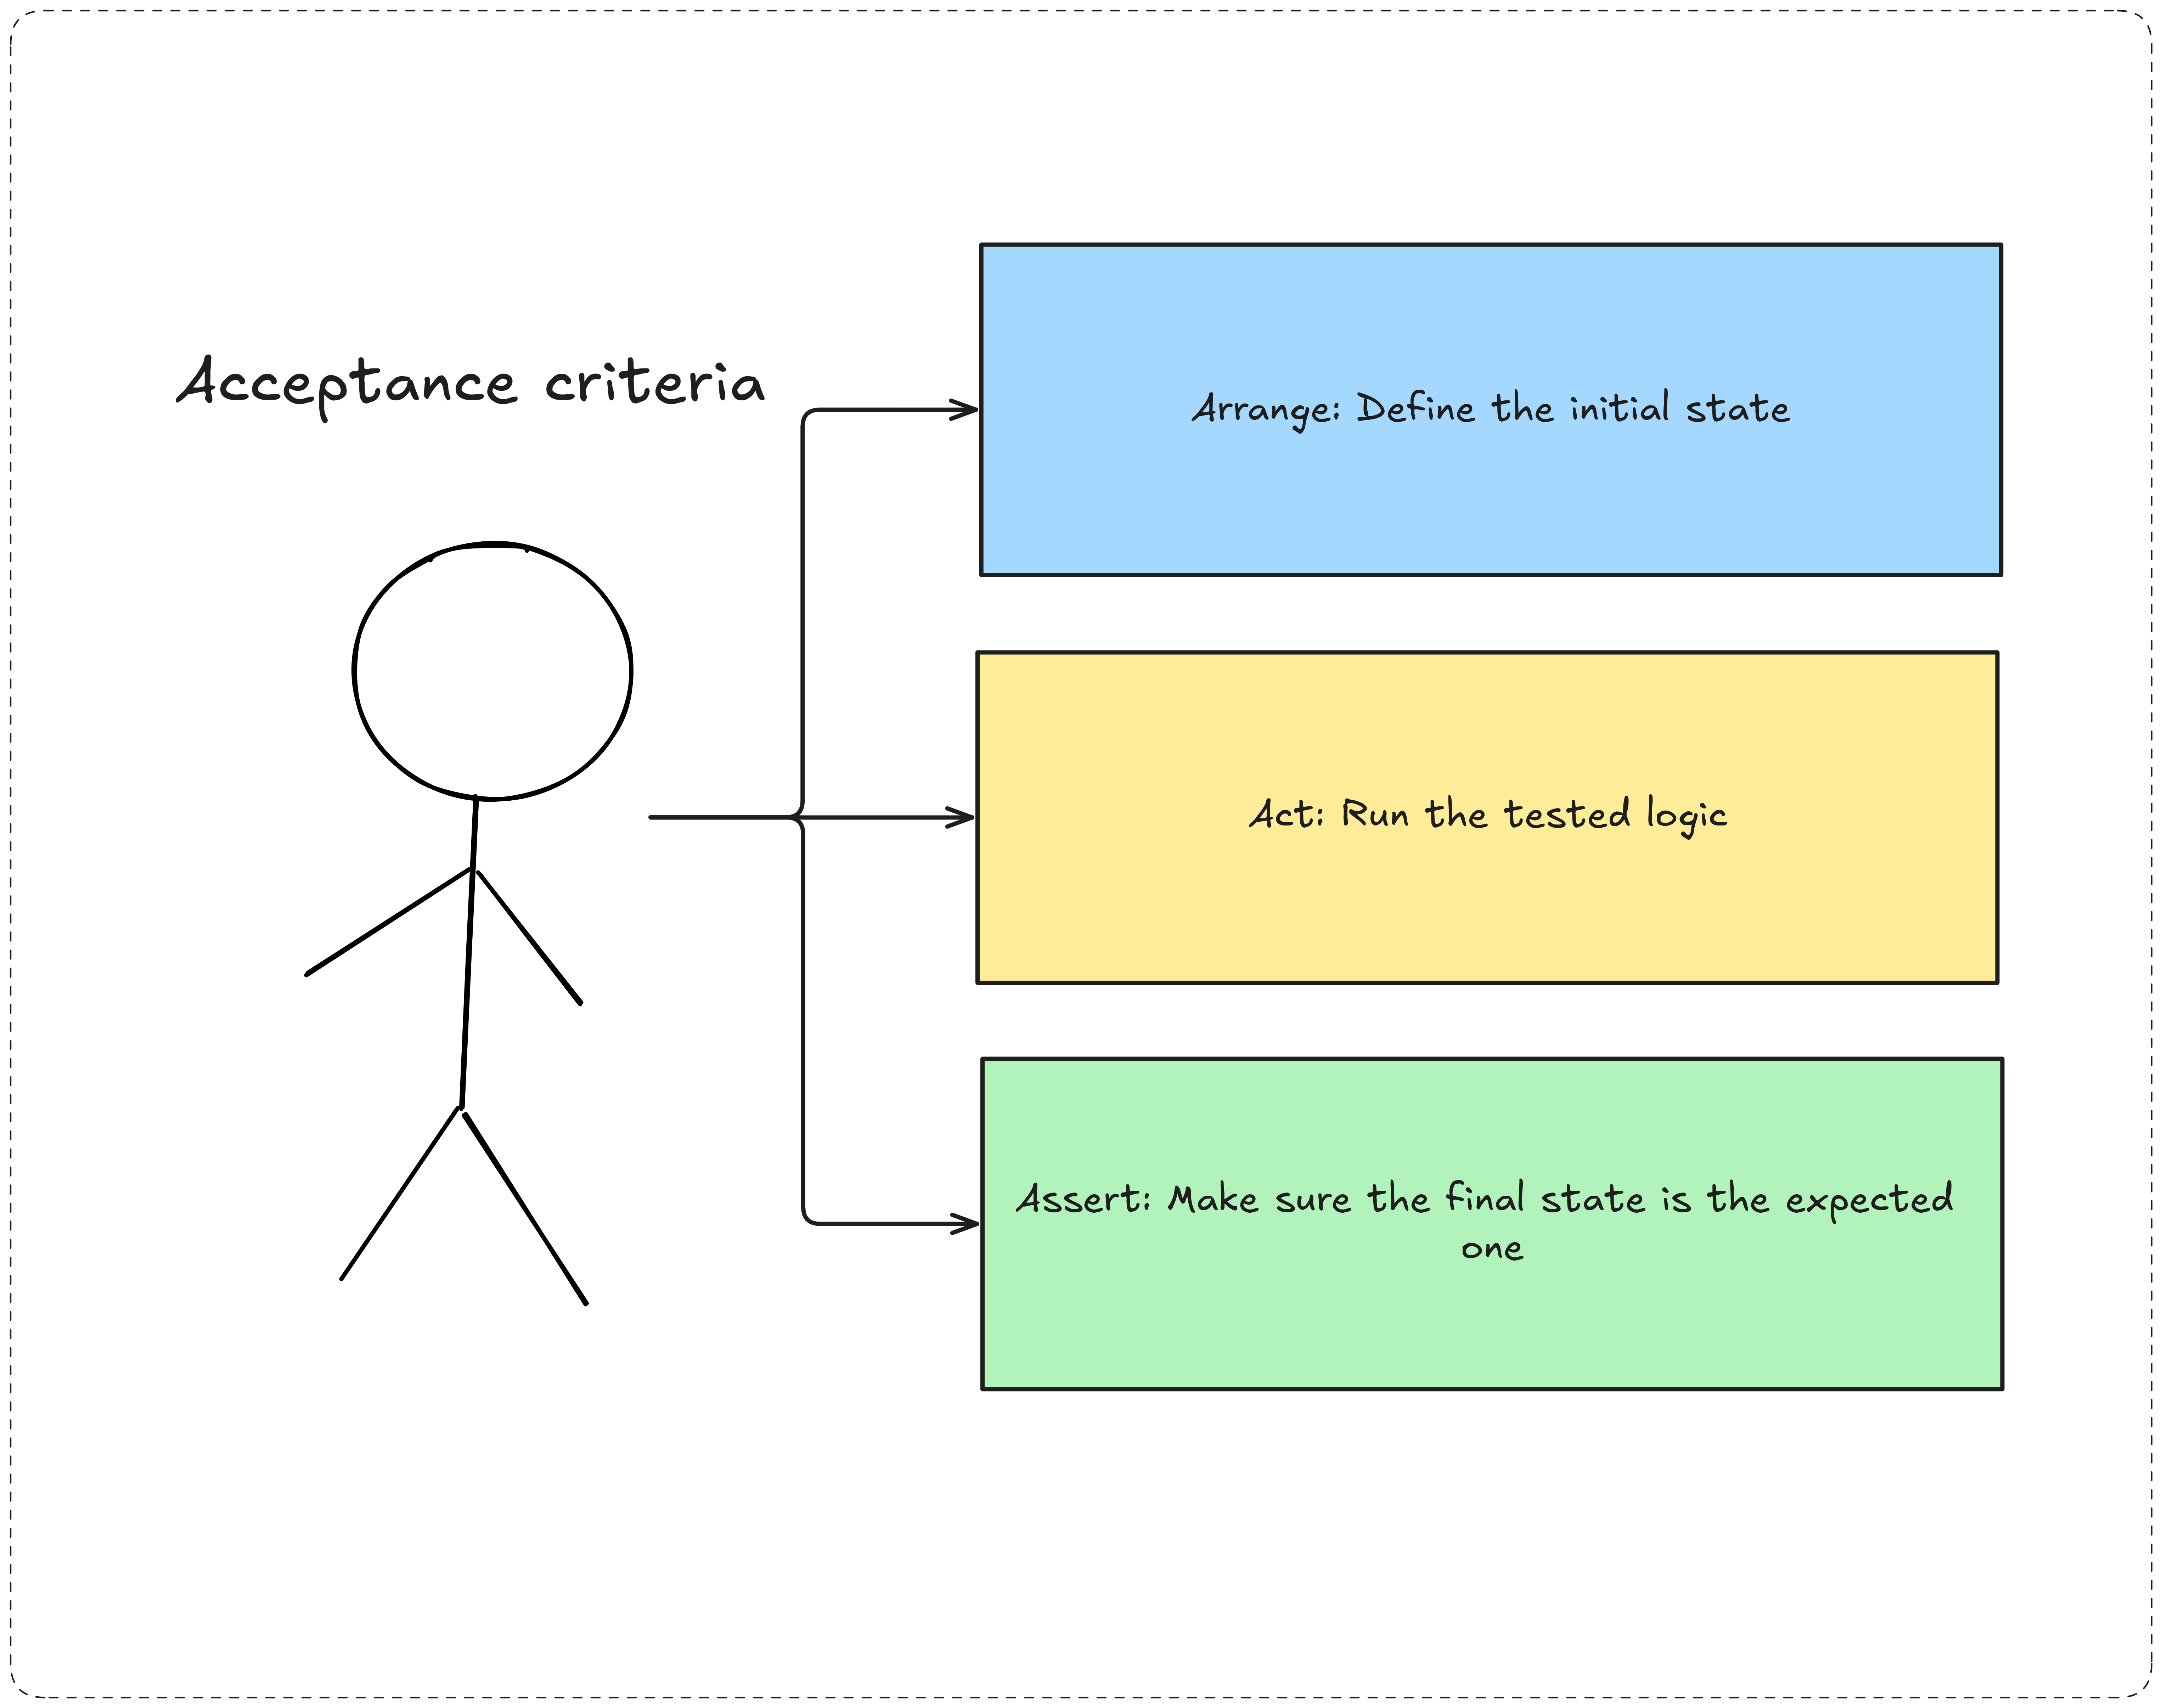 Acceptance criteria
Arrange: Define the initial state
Act: Run the tested logic
Assert: Make sure the final state is the expected
one